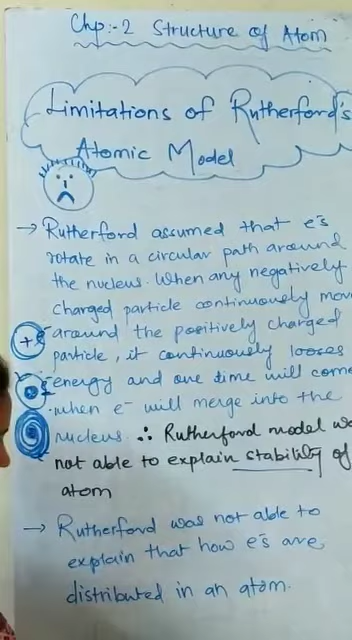 Chp:-2 Structure of Atom
Limitations of Rutherford's
Atomic Model
→ Rutherford assumed that e⁻s
rotate in a circular path around
the nucleus. When any negatively
charged particle continuously mov
around the positively charged
particle, it continuously looses
energy and one time will come
when e⁻ will merge into the
nucleus. ∴ Rutherford model w
not able to explain stability of
atom
→ Rutherford was not able to
explain that how e⁻s are
distributed in an atom.